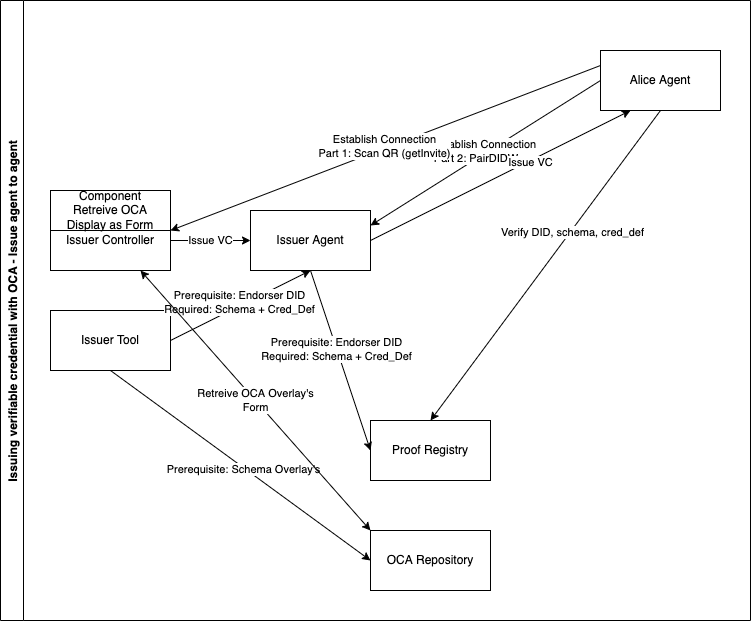 Issuing verifiable credential with OCA - Issue agent to agent
Alice Agent
Establish Connection
Part 1: Scan QR (getInvite)
Connection
2:
Issue VC
Component
Retreive OCA
Display as Form
Issuer Controller
Issue VC
Issuer Agent
Verify DID, schema, cred_def
Prerequisite: Endorser DID
Required: Schema + Cred_Def
Issuer Tool
Prerequisite: Endorser DID
Required: Schema + Cred_Def
Retreive OCA Overlay's
Form
Proof Registry
Prerequisite: Schema Overlay's
OCA Repository